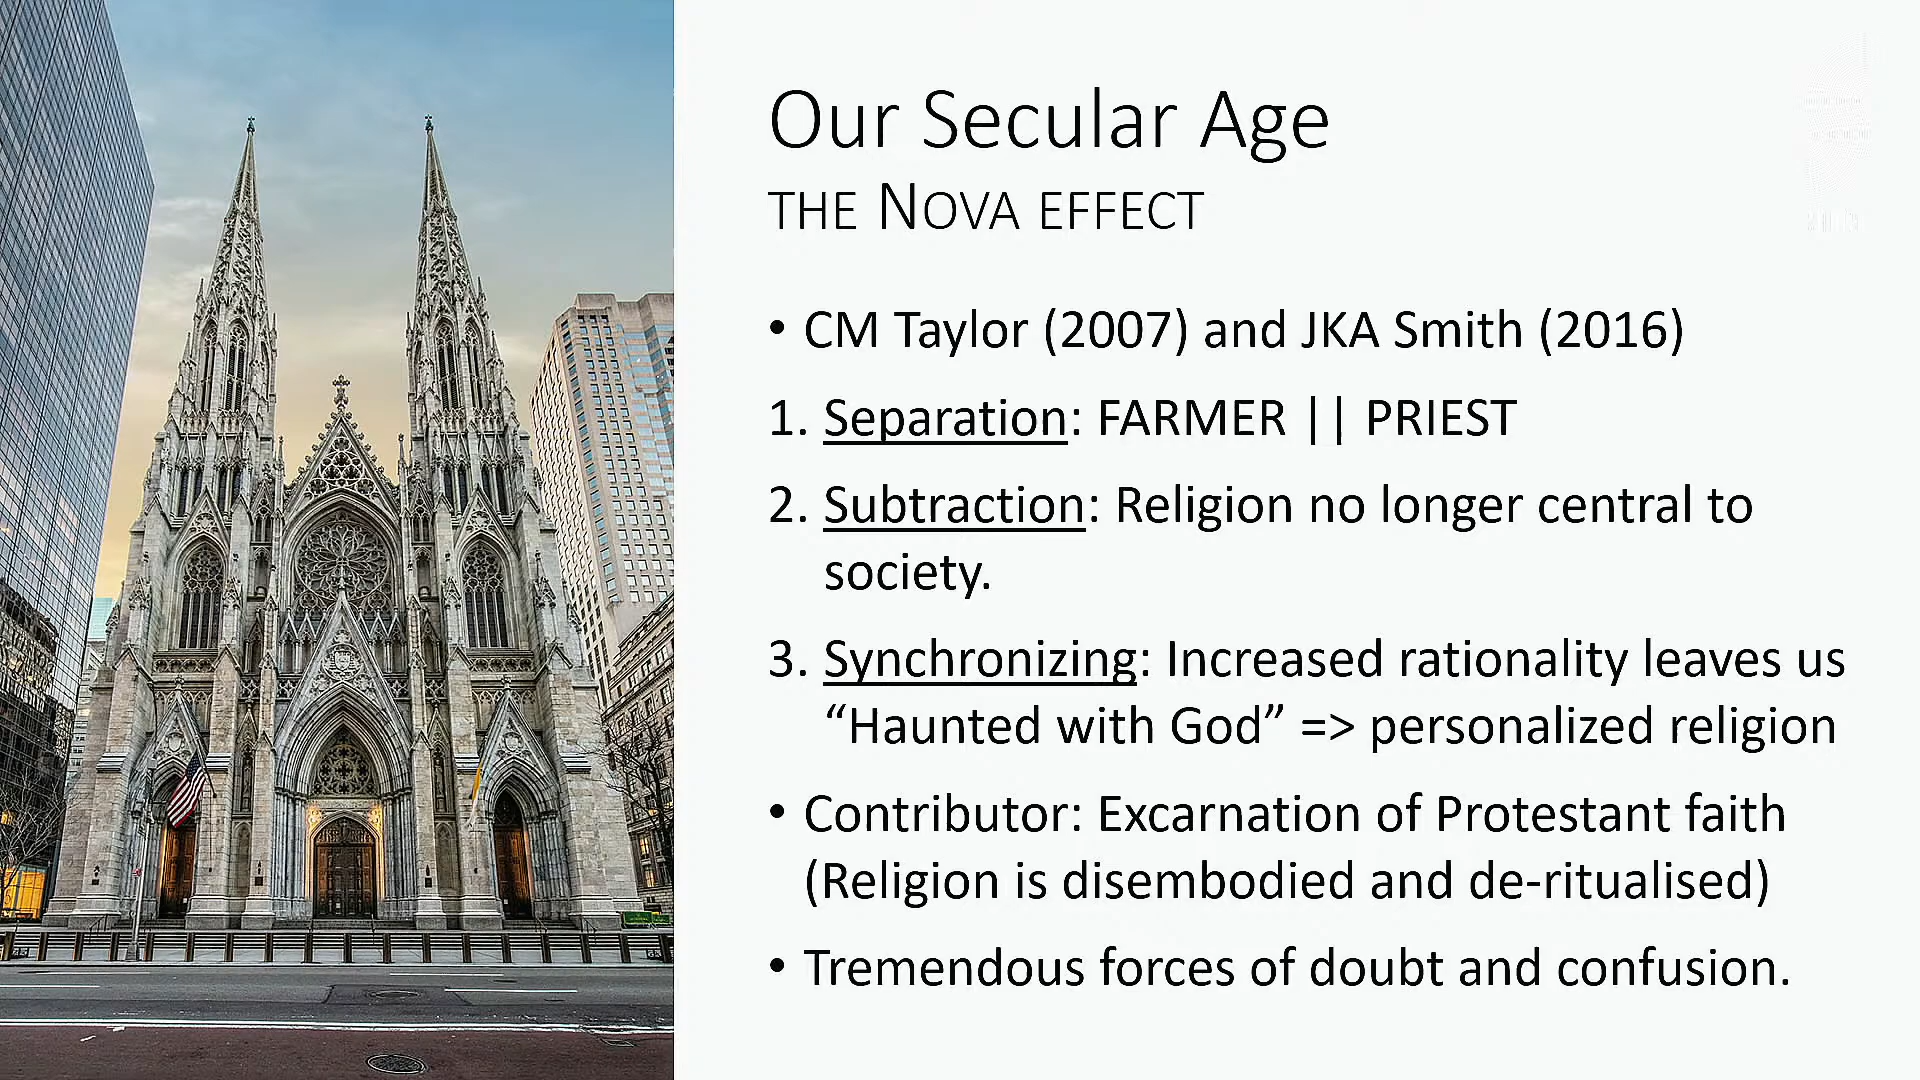 Our Secular Age
THE NOVA EFFECT
• CM Taylor (2007) and JKA Smith (2016)
1. Separation: FARMER || PRIEST
2. Subtraction: Religion no longer central to
society.
3. Synchronizing: Increased rationality leaves us
“Haunted with God” => personalized religion
• Contributor: Excarnation of Protestant faith
(Religion is disembodied and de-ritualised)
• Tremendous forces of doubt and confusion.